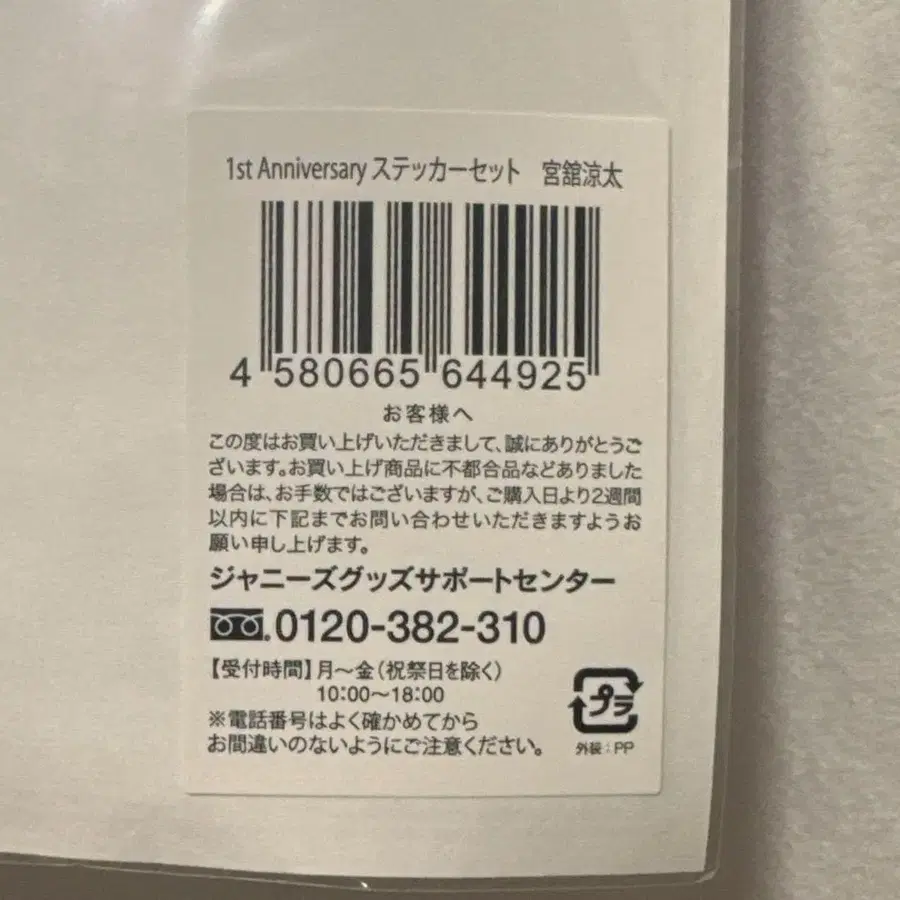 1st Anniversary ステッカーセット　宮舘涼太
4 580665 644925
お客様へ
この度はお買い上げいただきまして、誠にありがとうご
ざいます。お買い上げ商品に不都合品などありました
場合は、お手数ではございますが、ご購入日より2週間
以内に下記までお問い合わせいただきますようお
願い申し上げます。
ジャニーズグッズサポートセンター
0120-382-310
【受付時間】月〜金（祝祭日を除く）
10:00〜18:00
※電話番号はよく確かめてから
お間違いのないようにご注意ください。
プラ
外装：PP